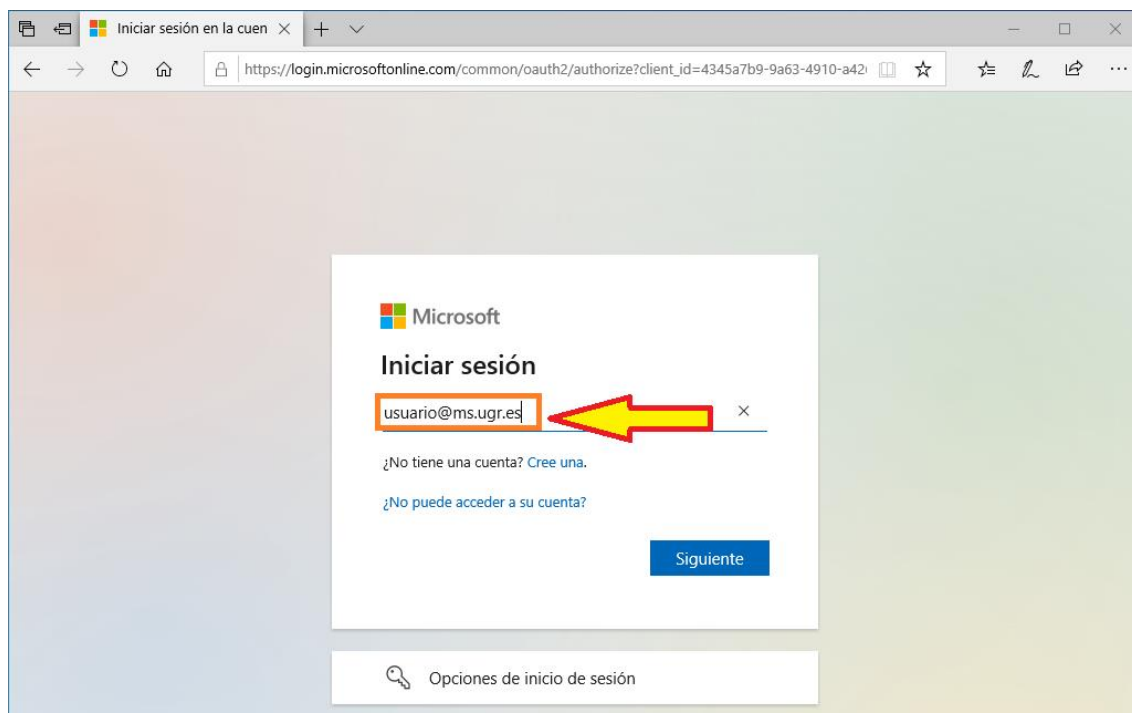 Iniciar sesión en la cuen
https://login.microsoftonline.com/common/oauth2/authorize?client_id=4345a7b9-9a63-4910-a42
Microsoft
Iniciar sesión
usuario@ms.ugr.es
¿No tiene una cuenta? Cree una.
¿No puede acceder a su cuenta?
Siguiente
Opciones de inicio de sesión